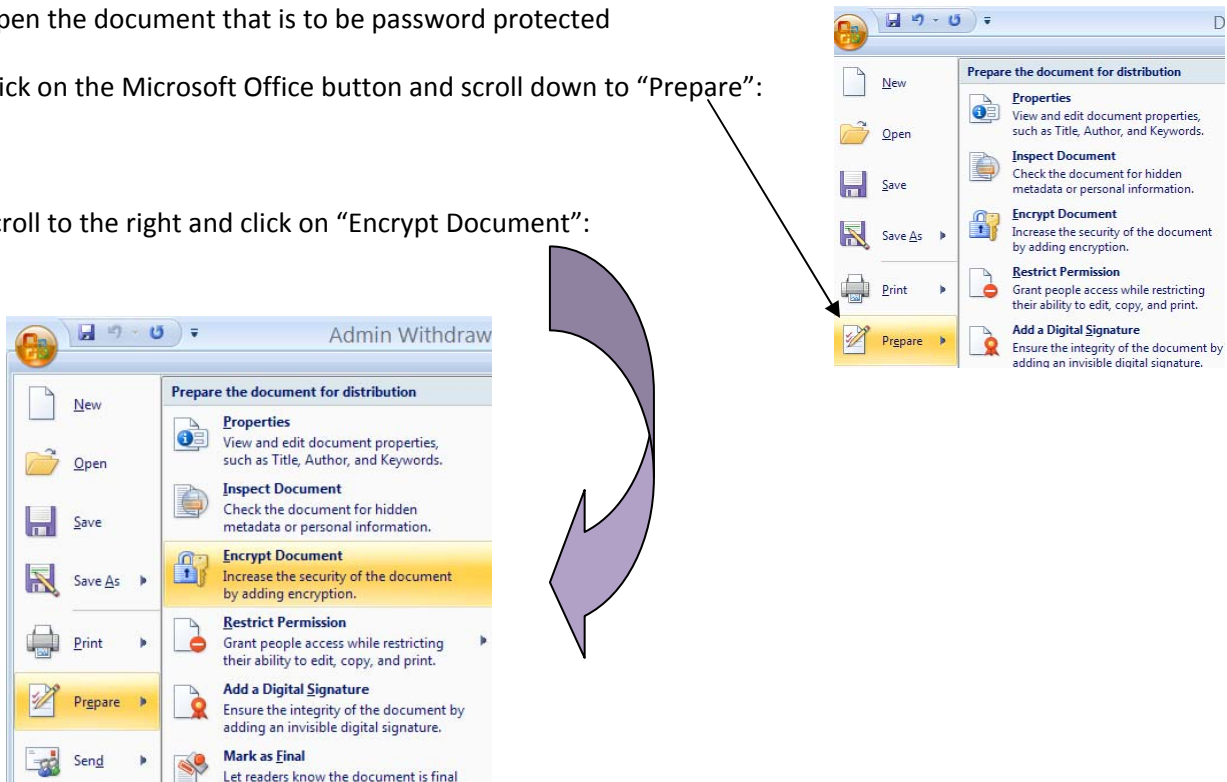 pen the document that is to be password protected
ick on the Microsoft Office button and scroll down to “Prepare”:
croll to the right and click on “Encrypt Document”:
D
Prepare the document for distribution
New
Open
Save
Save As
Print
Prepare
Properties
View and edit document properties,
such as Title, Author, and Keywords.
Inspect Document
Check the document for hidden
metadata or personal information.
Encrypt Document
Increase the security of the document
by adding encryption.
Restrict Permission
Grant people access while restricting
their ability to edit, copy, and print.
Add a Digital Signature
Ensure the integrity of the document by
adding an invisible digital signature.
Admin Withdraw
Prepare the document for distribution
New
Open
Save
Save As
Print
Prepare
Send
Properties
View and edit document properties,
such as Title, Author, and Keywords.
Inspect Document
Check the document for hidden
metadata or personal information.
Encrypt Document
Increase the security of the document
by adding encryption.
Restrict Permission
Grant people access while restricting
their ability to edit, copy, and print.
Add a Digital Signature
Ensure the integrity of the document by
adding an invisible digital signature.
Mark as Final
Let readers know the document is final